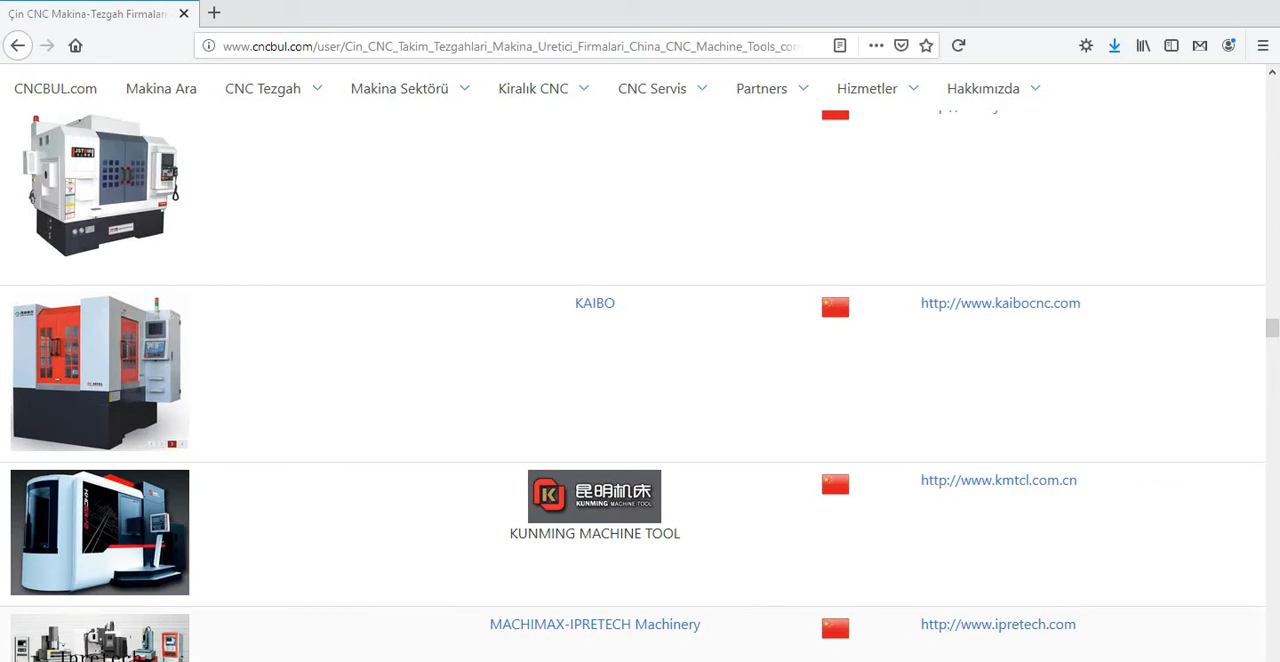 Çin CNC Makina-Tezgah Firmaları
www.cncbul.com/user/Cin_CNC_Takim_Tezgahlari_Makina_Uretici_Firmalari_China_CNC_Machine_Tools_co
CNCBUL.com Makina Ara CNC Tezgah Makina Sektörü Kiralık CNC CNC Servis Partners Hizmetler Hakkımızda
KAIBO http://www.kaibocnc.com
昆明机床
KUNMING MACHINE TOOL
KUNMING MACHINE TOOL http://www.kmtcl.com.cn
MACHIMAX-IPRETECH Machinery http://www.ipretech.com
Ipretech